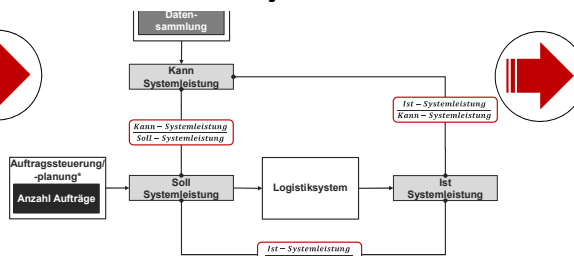 Daten-
sammlung
Kann
Systemleistung
Ist – Systemleistung
Kann – Systemleistung
Kann – Systemleistung
Soll – Systemleistung
Auftragssteuerung/
-planung*
Anzahl Aufträge
Soll
Systemleistung
Logistiksystem
Ist
Systemleistung
Ist – Systemleistung